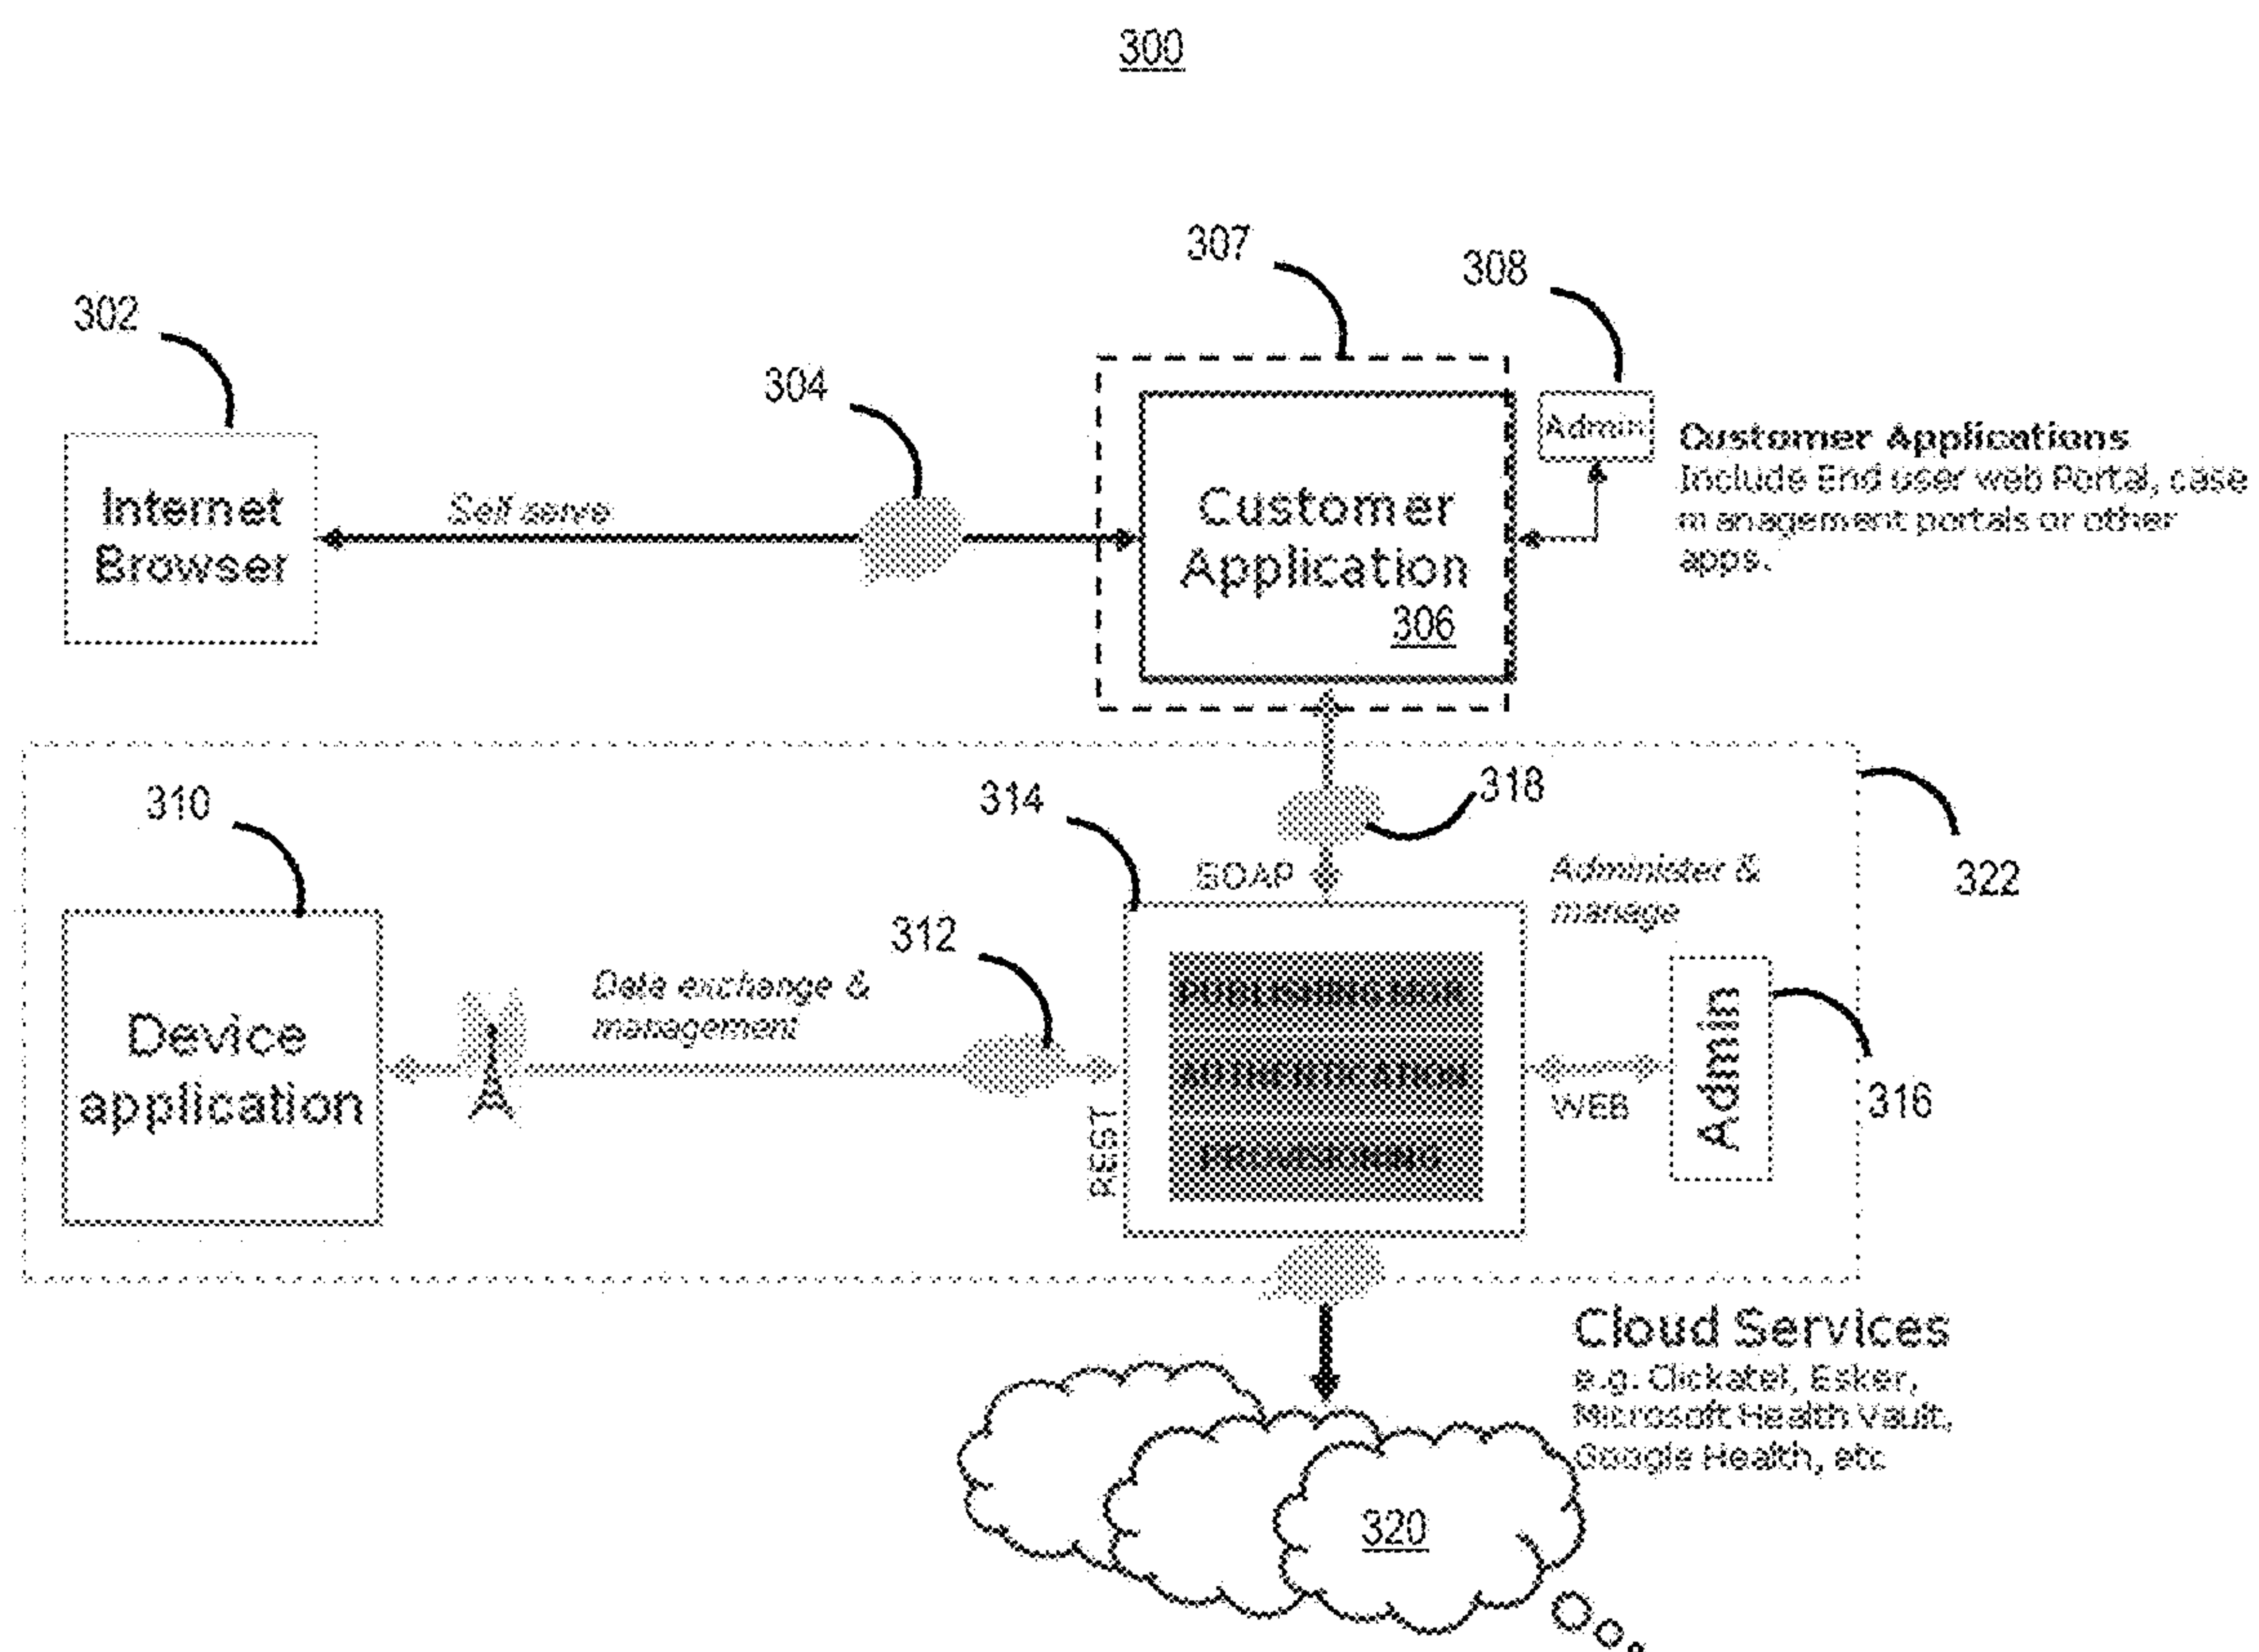 300
307
308
302
304
Admin
Customer Applications
Include End user web Portal, case
m anagement portals or other
apps.
Internet
Browser
Self serve
Customer
Application
306
310
314
318
SOAP
Administer &
manage
322
312
Device
application
Data exchange &
management
REST
WEB
Admin
316
Cloud Services
e.g: Clickatel, Esker,
Microsoft Health Vault,
Google Health, etc
320